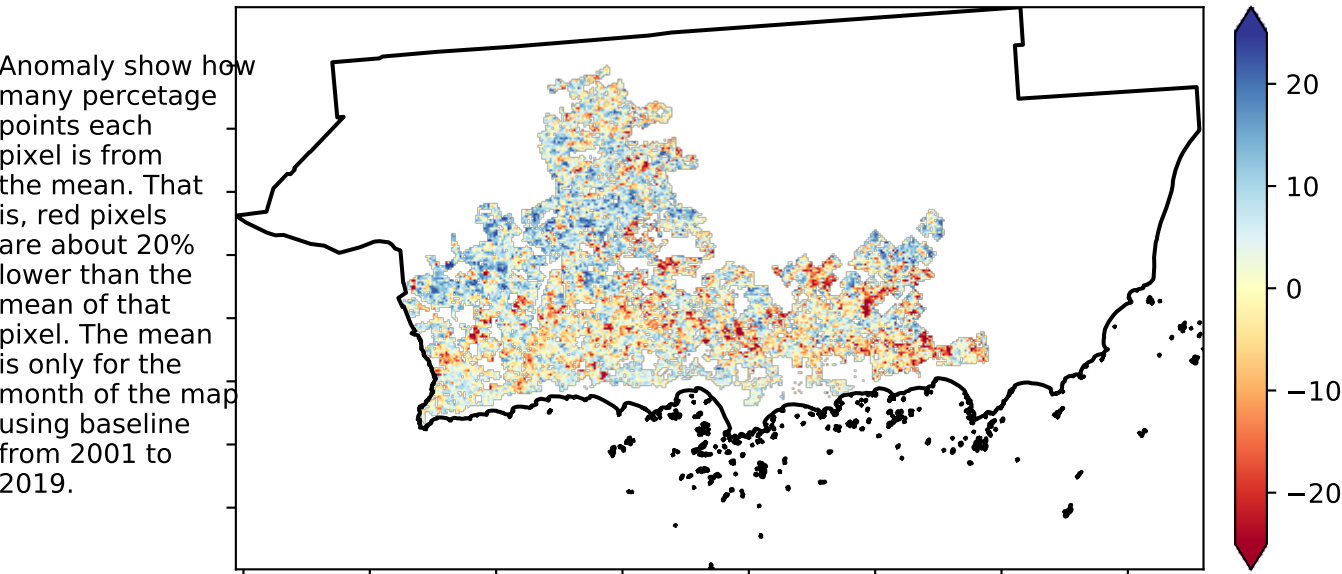 Anomaly show how
many percetage
points each
pixel is from
the mean. That
is, red pixels
are about 20%
lower than the
mean of that
pixel. The mean
is only for the
month of the map
using baseline
from 2001 to
2019.
20
10
0
−10
−20